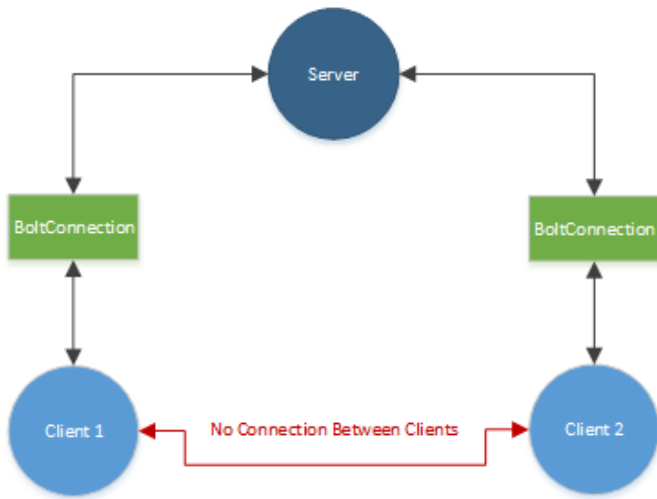 Server
BoltConnection
BoltConnection
Client 1
No Connection Between Clients
Client 2